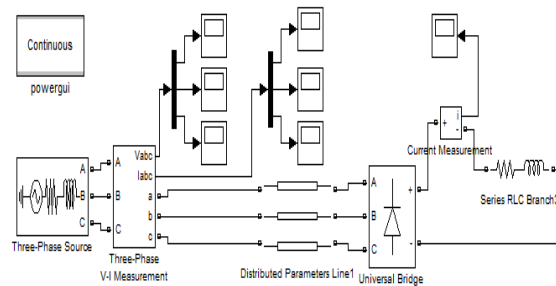 Continuous
powergui
Vabc
Iabc
A
B
C
A
B
C
a
b
c
A
B
C
+
-
+
-
i
Current Measurement
Series RLC Branch3
Three-Phase Source
Three-Phase
V-I Measurement
Distributed Parameters Line1
Universal Bridge